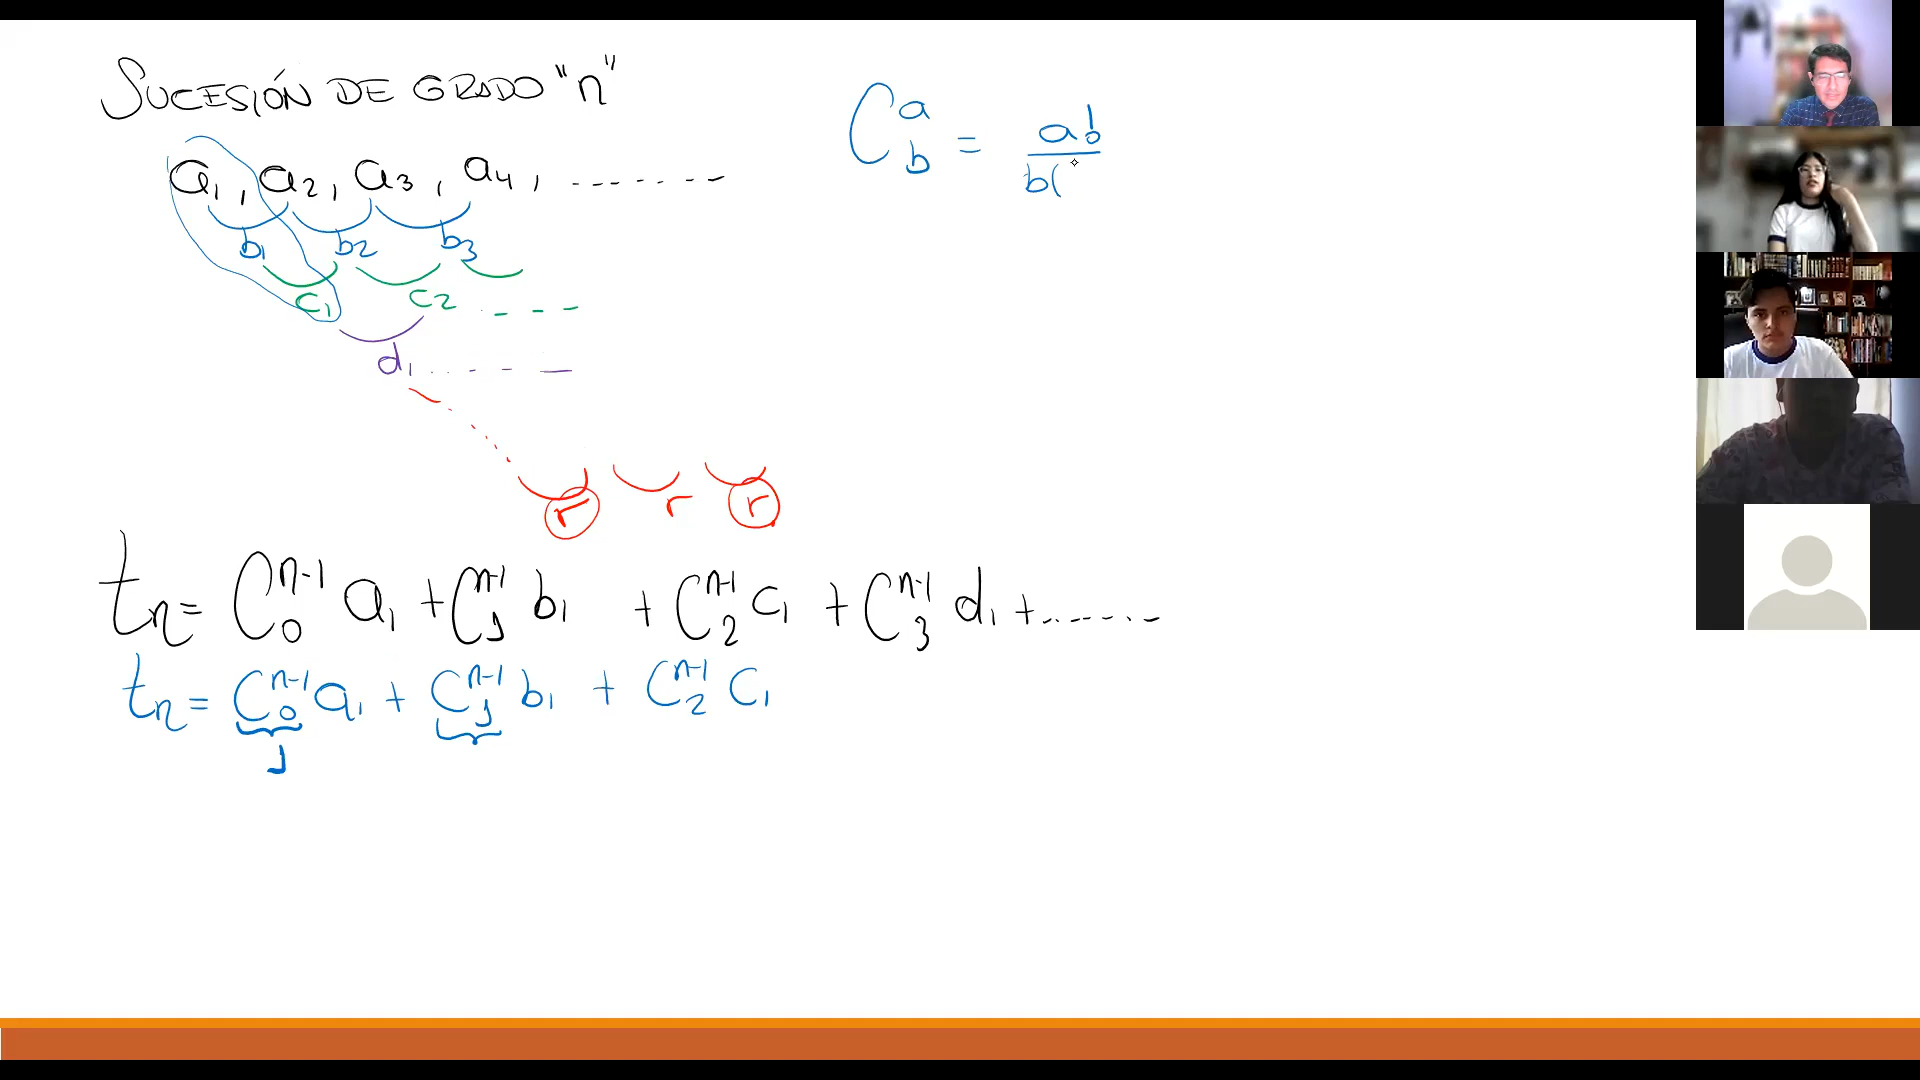 SUCESIÓN DE GRADO "n"
a1, a2, a3, a4, .......
b1 b2 b3
c1 c2 ----
d1 ......
r r r
C^a_b = a!/b(
tn = C^{n-1}_0 a1 + C^{n-1}_1 b1 + C^{n-1}_2 c1 + C^{n-1}_3 d1 + .......
tn = C^{n-1}_0 a1 + C^{n-1}_1 b1 + C^{n-1}_2 c1
1